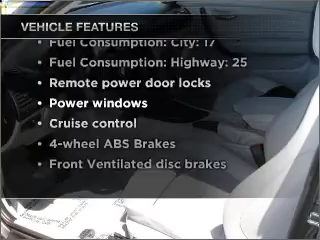 VEHICLE FEATURES
• Fuel Consumption: City: 17
• Fuel Consumption: Highway: 25
• Remote power door locks
• Power windows
• Cruise control
• 4-wheel ABS Brakes
• Front Ventilated disc brakes